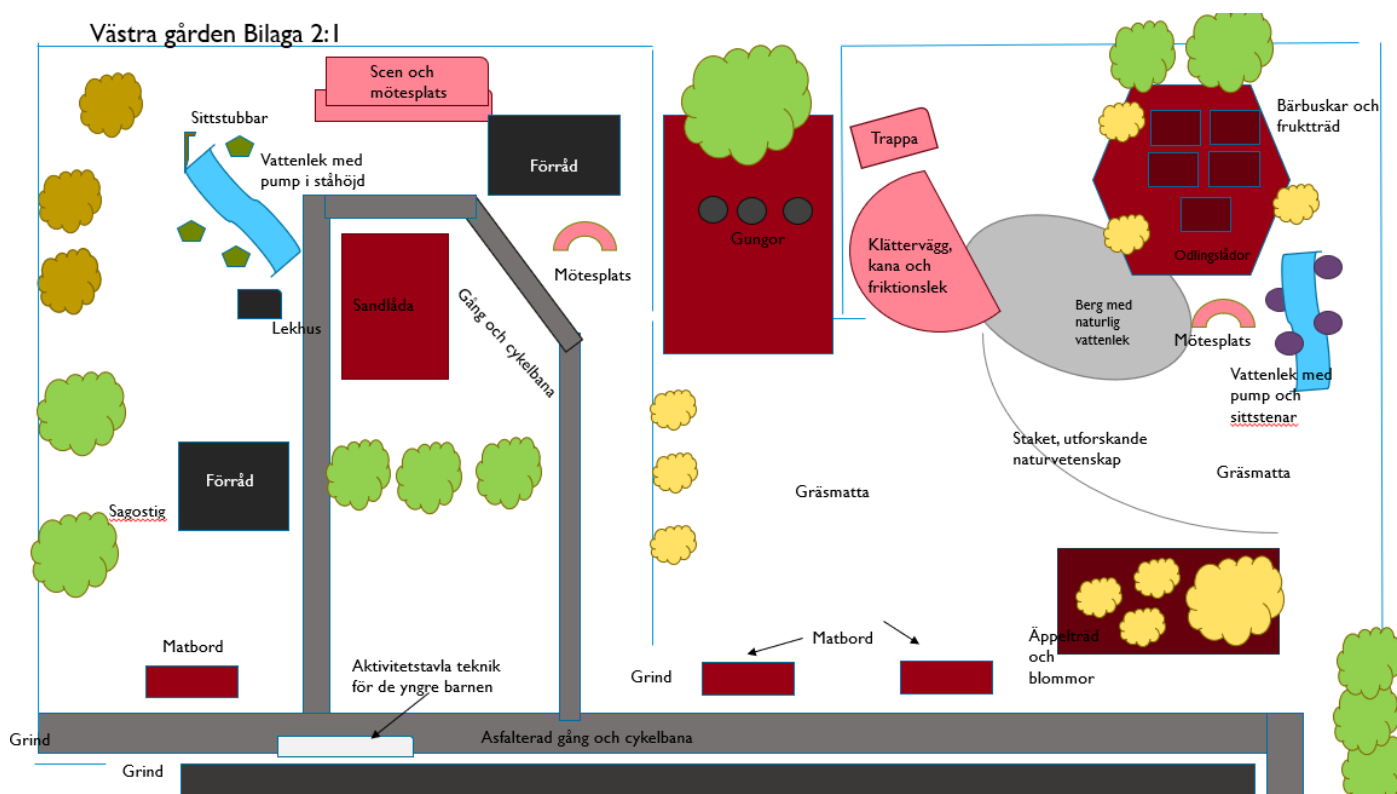 Västra gården Bilaga 2:1
Scen och
mötesplats
Sittstubbar
Vattenlek med
pump i ståhöjd
Förråd
Trappa
Bärbuskar och
fruktträd
Gungor
Klättervägg,
kana och
friktionslek
Odlingslådor
Mötesplats
Sandlåda
Lekhus
Gång och cykelbana
Berg med
naturlig
vattenlek
Mötesplats
Vattenlek med
pump och
sittstenar
Staket, utforskande
naturvetenskap
Gräsmatta
Gräsmatta
Förråd
Sagostig
Matbord
Aktivitetstavla teknik
för de yngre barnen
Grind
Matbord
Äppelträd
och
blommor
Asfalterad gång och cykelbana
Grind
Grind